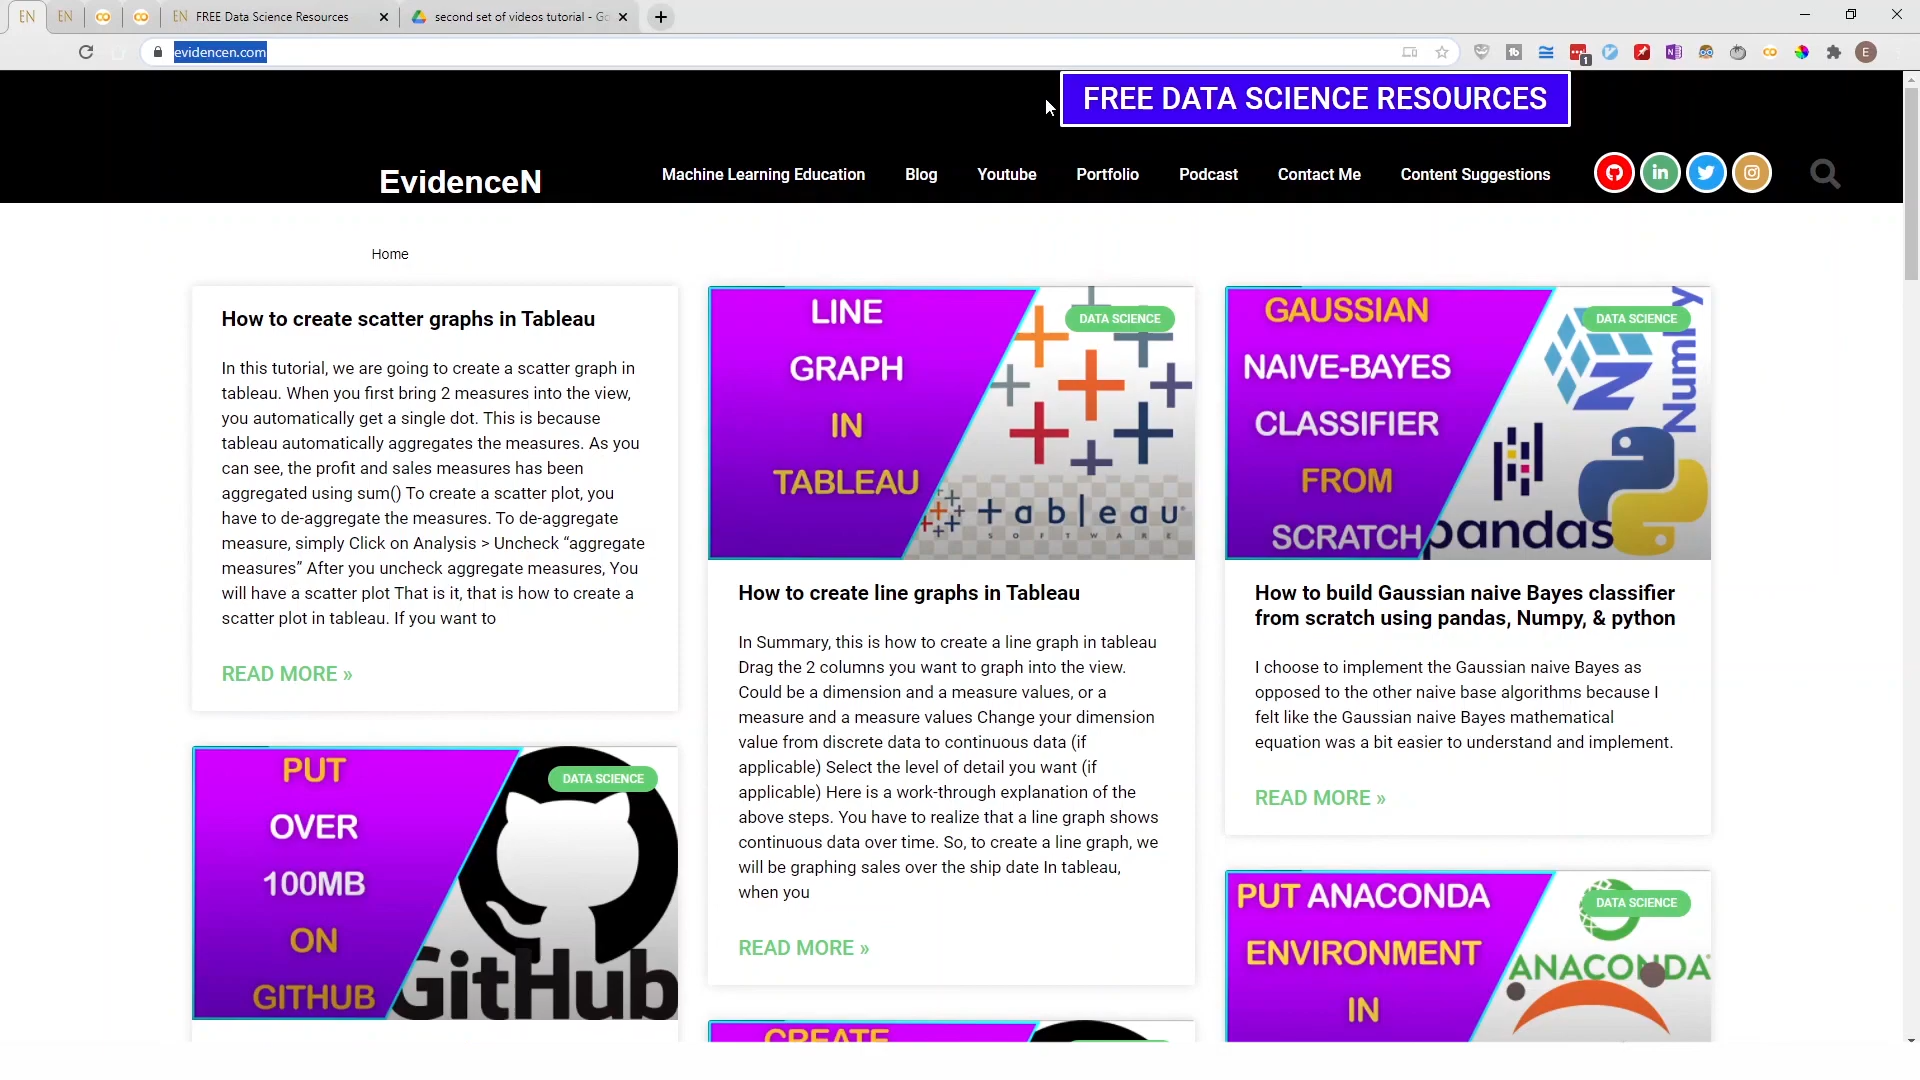 EN
EN
EN FREE Data Science Resources
second set of videos tutorial - Go
evidencen.com
1
E
FREE DATA SCIENCE RESOURCES
EvidenceN
Machine Learning Education
Blog
Youtube
Portfolio
Podcast
Contact Me
Content Suggestions
in
Home
How to create scatter graphs in Tableau
In this tutorial, we are going to create a scatter graph in
tableau. When you first bring 2 measures into the view,
you automatically get a single dot. This is because
tableau automatically aggregates the measures. As you
can see, the profit and sales measures has been
aggregated using sum() To create a scatter plot, you
have to de-aggregate the measures. To de-aggregate
measure, simply Click on Analysis > Uncheck “aggregate
measures” After you uncheck aggregate measures, You
will have a scatter plot That is it, that is how to create a
scatter plot in tableau. If you want to
READ MORE »
PUT
OVER
100MB
ON
GITHUB
DATA SCIENCE
GitHub
LINE
GRAPH
IN
TABLEAU
DATA SCIENCE
+ableau
SOFTWARE
How to create line graphs in Tableau
In Summary, this is how to create a line graph in tableau
Drag the 2 columns you want to graph into the view.
Could be a dimension and a measure values, or a
measure and a measure values Change your dimension
value from discrete data to continuous data (if
applicable) Select the level of detail you want (if
applicable) Here is a work-through explanation of the
above steps. You have to realize that a line graph shows
continuous data over time. So, to create a line graph, we
will be graphing sales over the ship date In tableau,
when you
READ MORE »
CREATE
GAUSSIAN
NAIVE-BAYES
CLASSIFIER
FROM
SCRATCH
DATA SCIENCE
NumPy
pandas
How to build Gaussian naive Bayes classifier
from scratch using pandas, Numpy, & python
I choose to implement the Gaussian naive Bayes as
opposed to the other naive base algorithms because I
felt like the Gaussian naive Bayes mathematical
equation was a bit easier to understand and implement.
READ MORE »
PUT ANACONDA
ENVIRONMENT
IN
DATA SCIENCE
ANACONDA